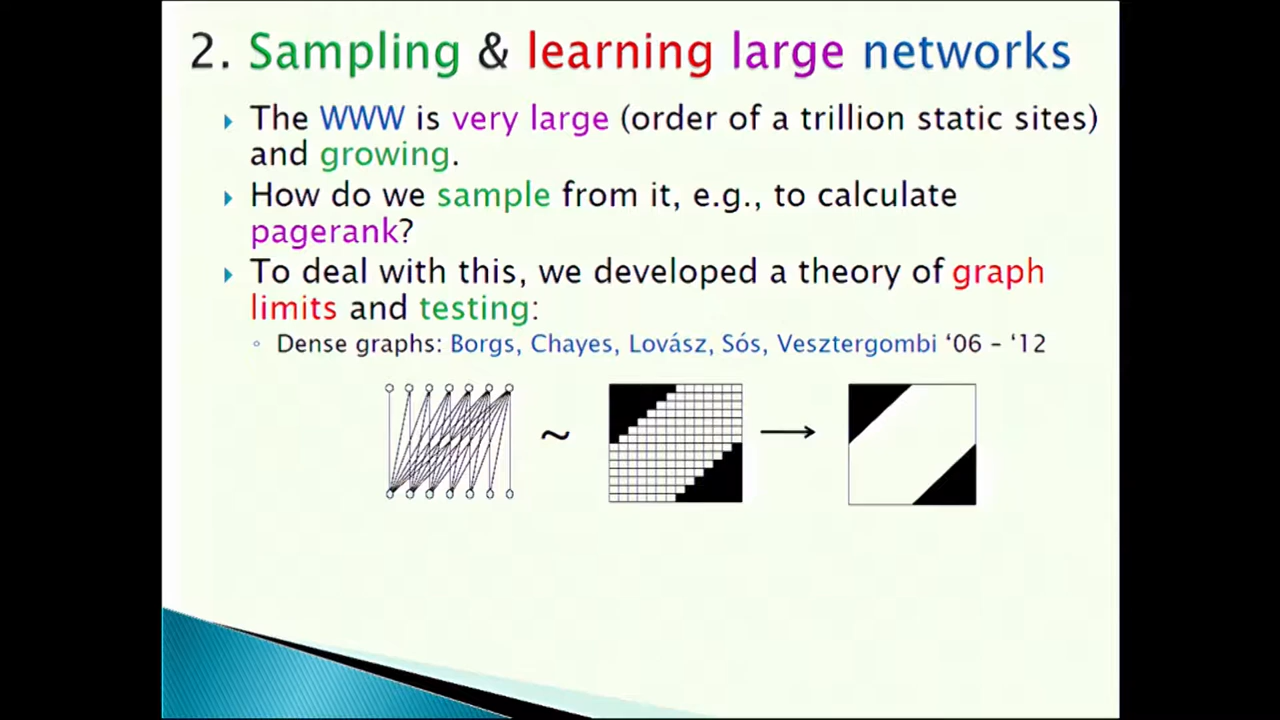 2. Sampling & learning large networks
The WWW is very large (order of a trillion static sites)
and growing.
How do we sample from it, e.g., to calculate
pagerank?
To deal with this, we developed a theory of graph
limits and testing:
Dense graphs: Borgs, Chayes, Lovász, Sós, Vesztergombi ‘06 – ‘12
~